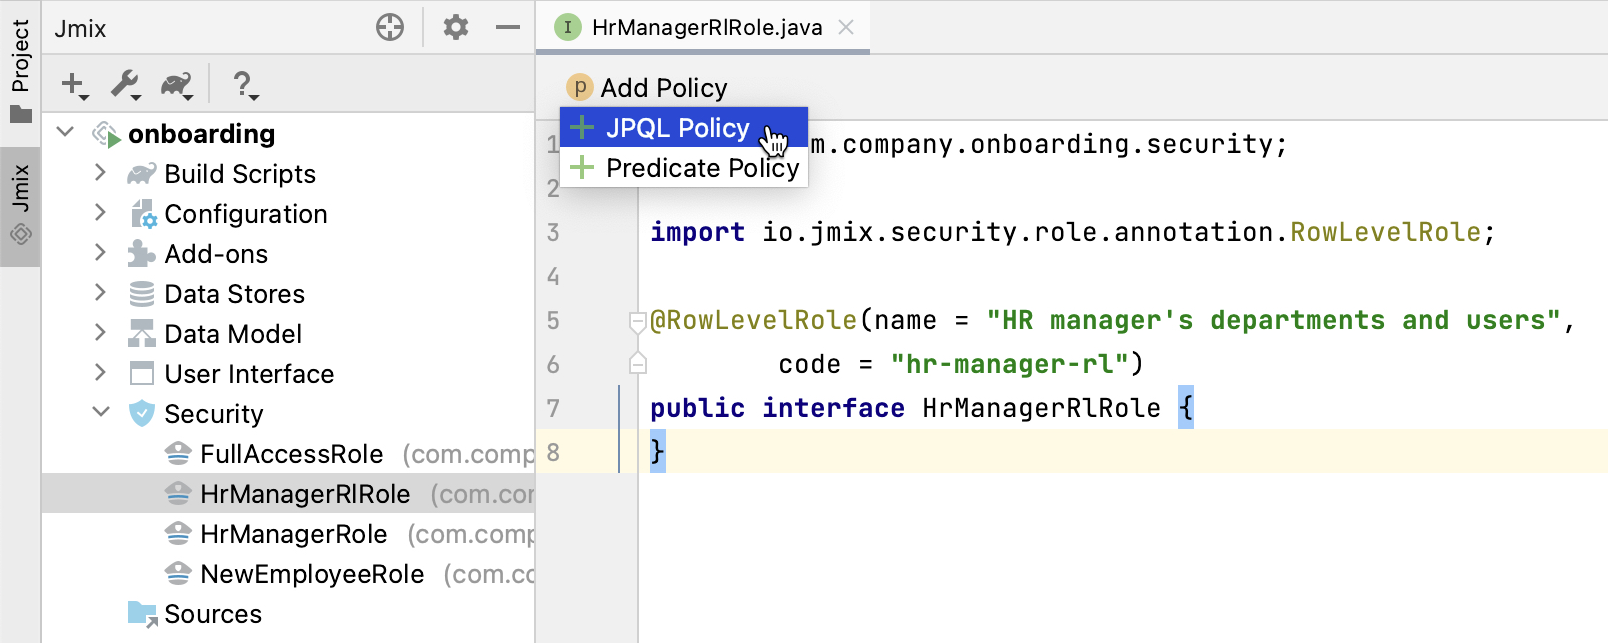 Project
Jmix
Jmix
?
onboarding
Build Scripts
Configuration
Add-ons
Data Stores
Data Model
User Interface
Security
FullAccessRole (com.comp
HrManagerRlRole (com.cor
HrManagerRole (com.comp
NewEmployeeRole (com.cc
Sources
I HrManagerRlRole.java
p Add Policy
JPQL Policy
Predicate Policy
1 m.company.onboarding.security;
2
3 import io.jmix.security.role.annotation.RowLevelRole;
4
5 @RowLevelRole(name = "HR manager's departments and users",
6 code = "hr-manager-rl")
7 public interface HrManagerRlRole {
8 }